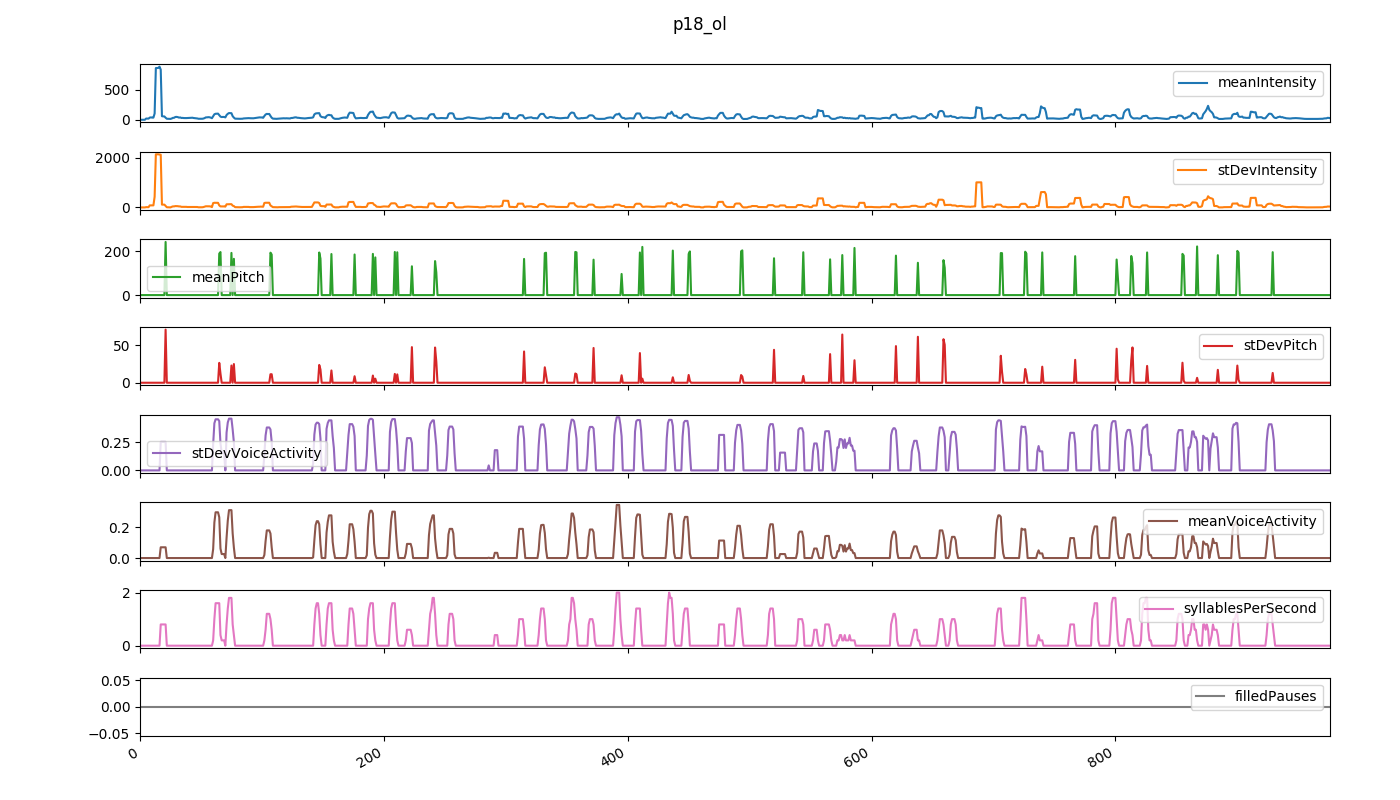 p18_ol
500
0
meanIntensity
2000
0
stDevIntensity
200
0
meanPitch
50
0
stDevPitch
0.25
0.00
stDevVoiceActivity
0.2
0.0
meanVoiceActivity
2
0
syllablesPerSecond
0.05
0.00
−0.05
filledPauses
0
200
400
600
800